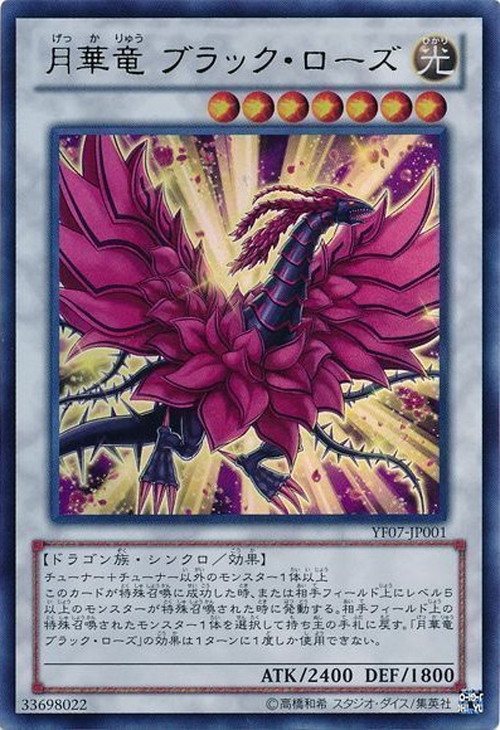 げっ か りゅう
月華竜 ブラック・ローズ
ひかり
光
YF07-JP001
【ドラゴン族・シンクロ/効果】
チューナー+チューナー以外のモンスター1体以上
このカードが特殊召喚に成功した時、または相手フィールド上にレベル5
以上のモンスターが特殊召喚された時に発動する。相手フィールド上の
特殊召喚されたモンスター1体を選択して持ち主の手札に戻す。「月華竜
ブラック・ローズ」の効果は1ターンに1度しか使用できない。
ATK/2400 DEF/1800
33698022
©高橋和希 スタジオ・ダイス/集英社